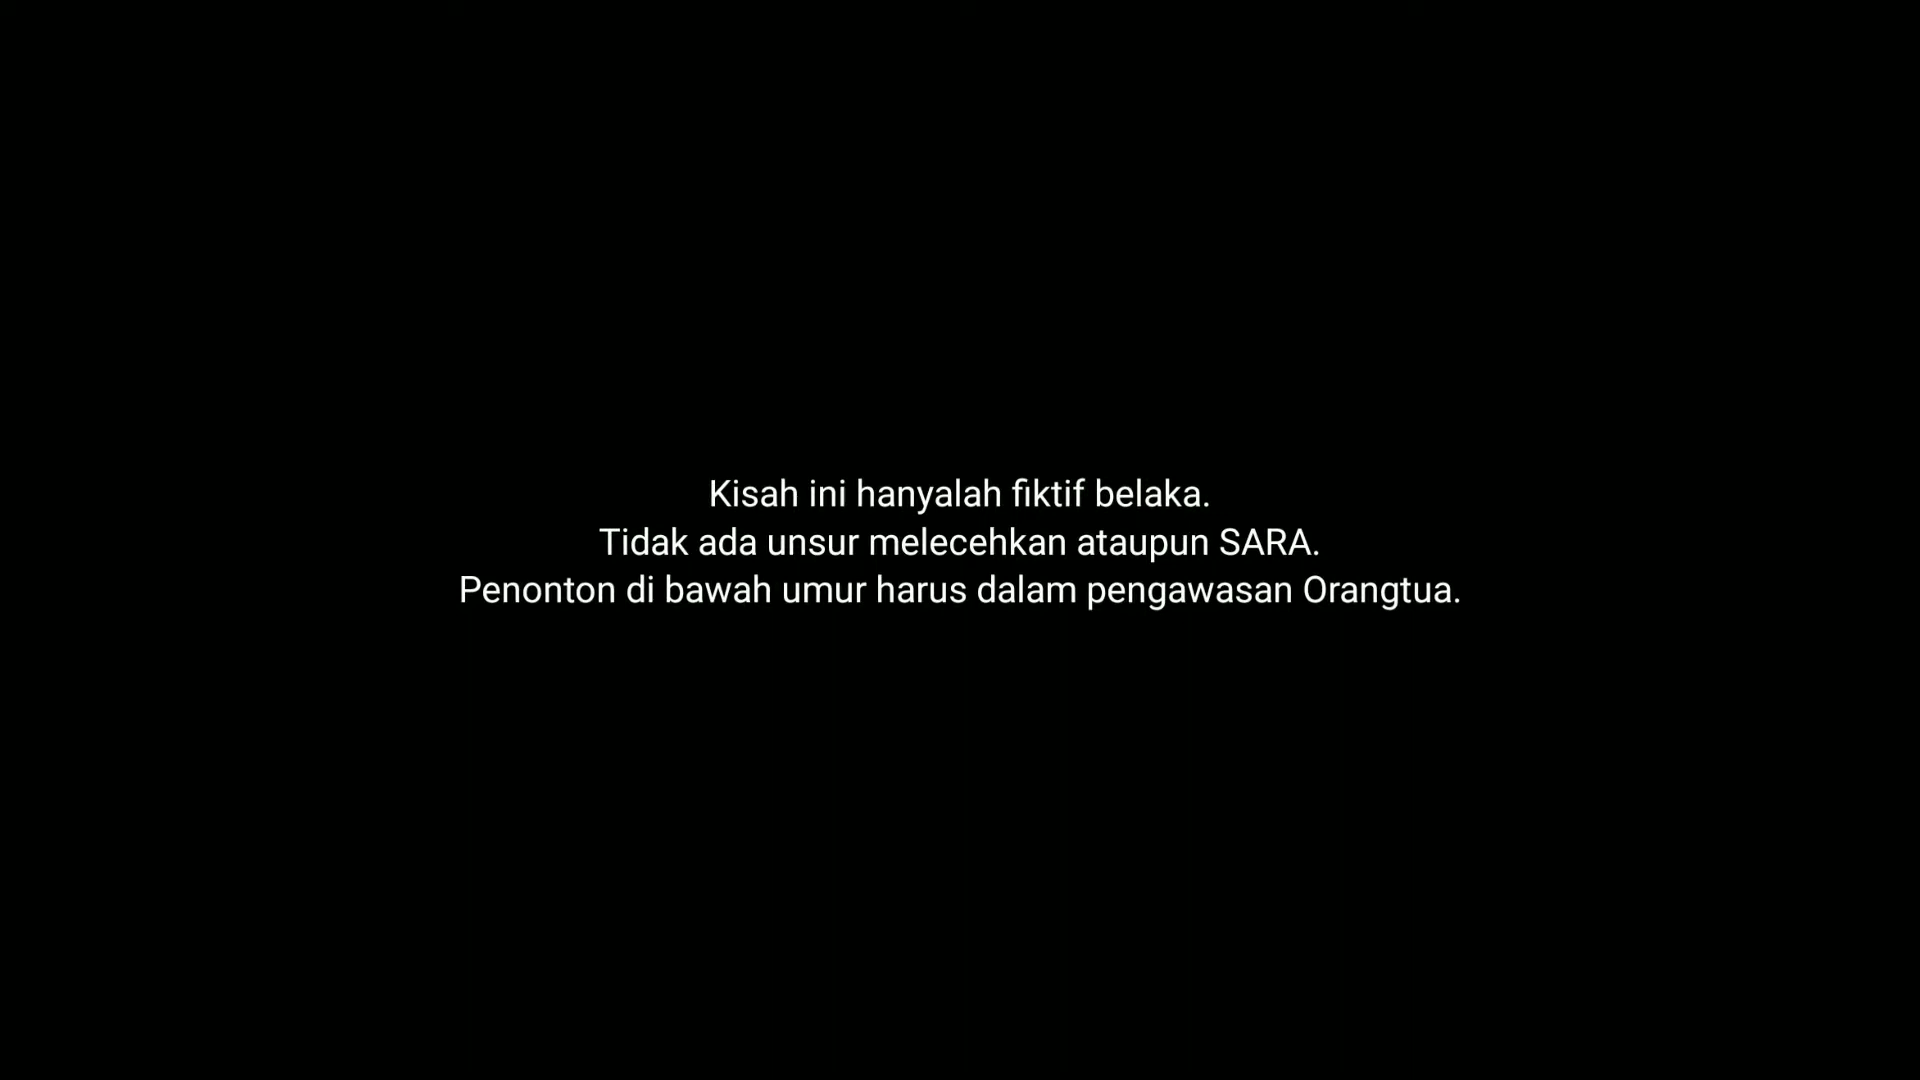 Kisah ini hanyalah fiktif belaka.
Tidak ada unsur melecehkan ataupun SARA.
Penonton di bawah umur harus dalam pengawasan Orangtua.